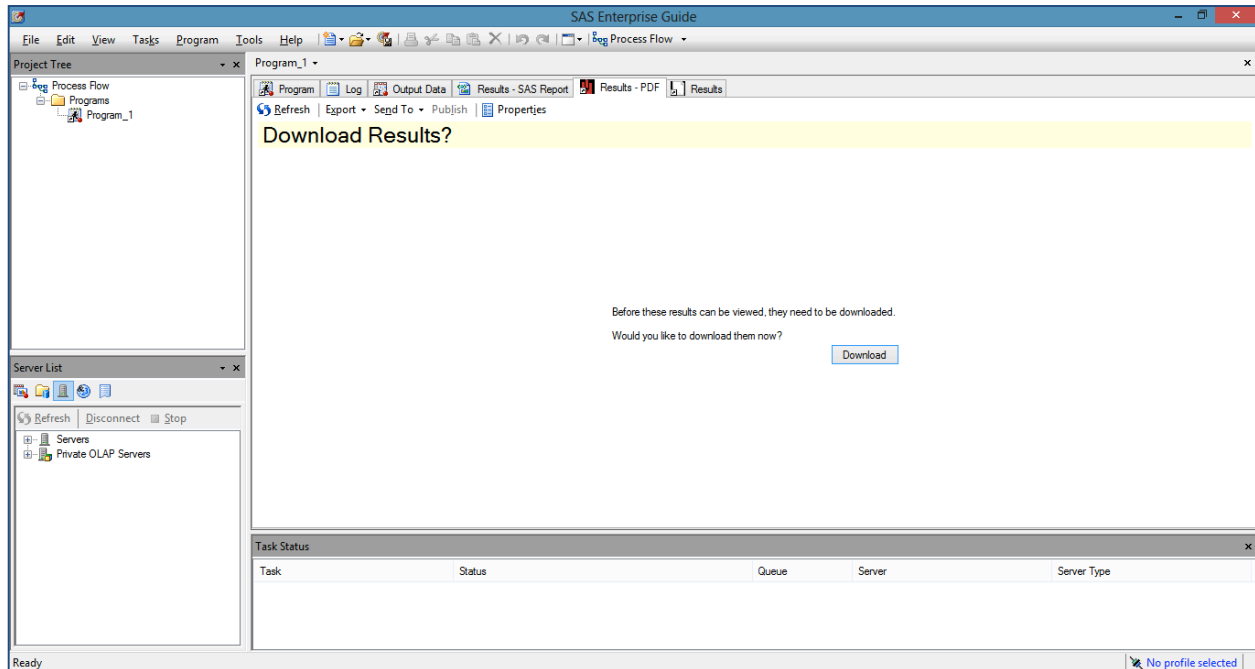 SAS Enterprise Guide
File Edit View Tasks Program Tools Help Process Flow
Project Tree
Process Flow
Programs
Program_1
Program_1
Program Log Output Data Results - SAS Report Results - PDF Results
Refresh Export Send To Publish Properties
Download Results?
Before these results can be viewed, they need to be downloaded.
Would you like to download them now?
Download
Server List
Refresh Disconnect Stop
Servers
Private OLAP Servers
Task Status
Task Status Queue Server Server Type
Ready
No profile selected